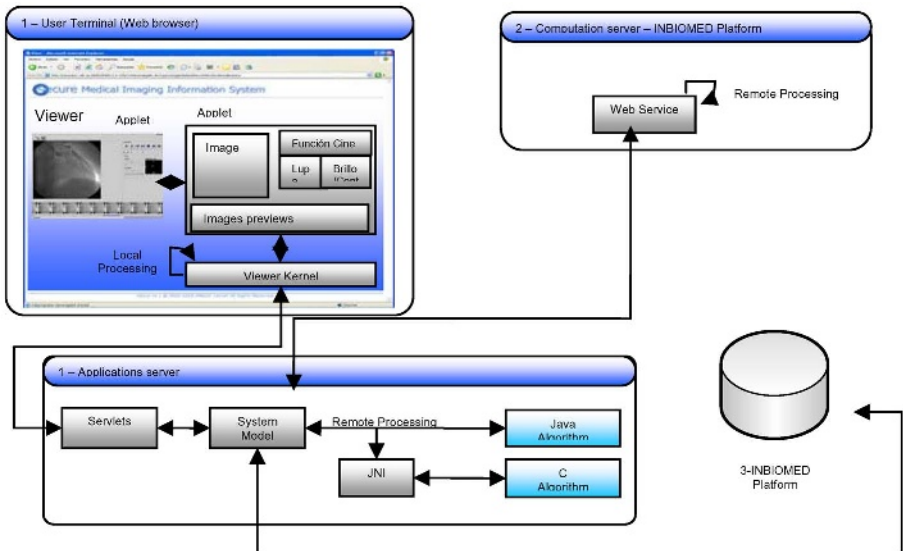 1 – User Terminal (Web browser)
ecure Medical Imaging Information System
Viewer
Applet
Applet
Image
Función Cine
Lup
Brillo
Images previews
Local
Processing
Viewer Kernel
2 – Computation server – INBIOMED Platform
Web Service
Remote Processing
1 – Applications server
Servlets
System
Model
Remote Processing
Java
Algorithm
JNI
C
Algorithm
3-INBIOMED
Platform